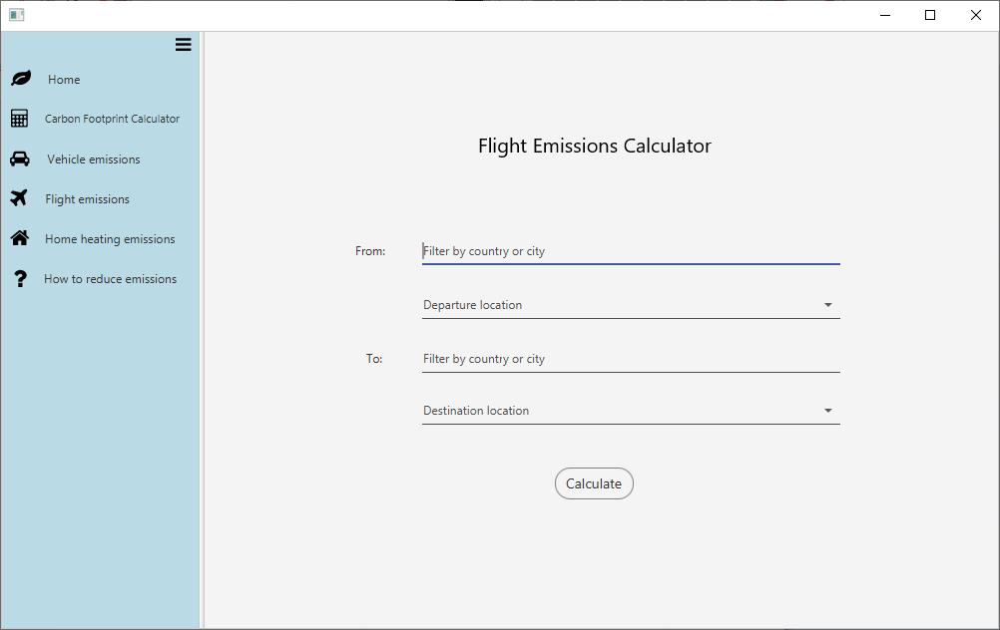 Home
Carbon Footprint Calculator
Vehicle emissions
Flight emissions
Home heating emissions
How to reduce emissions
Flight Emissions Calculator
From:
Filter by country or city
Departure location
To:
Filter by country or city
Destination location
Calculate